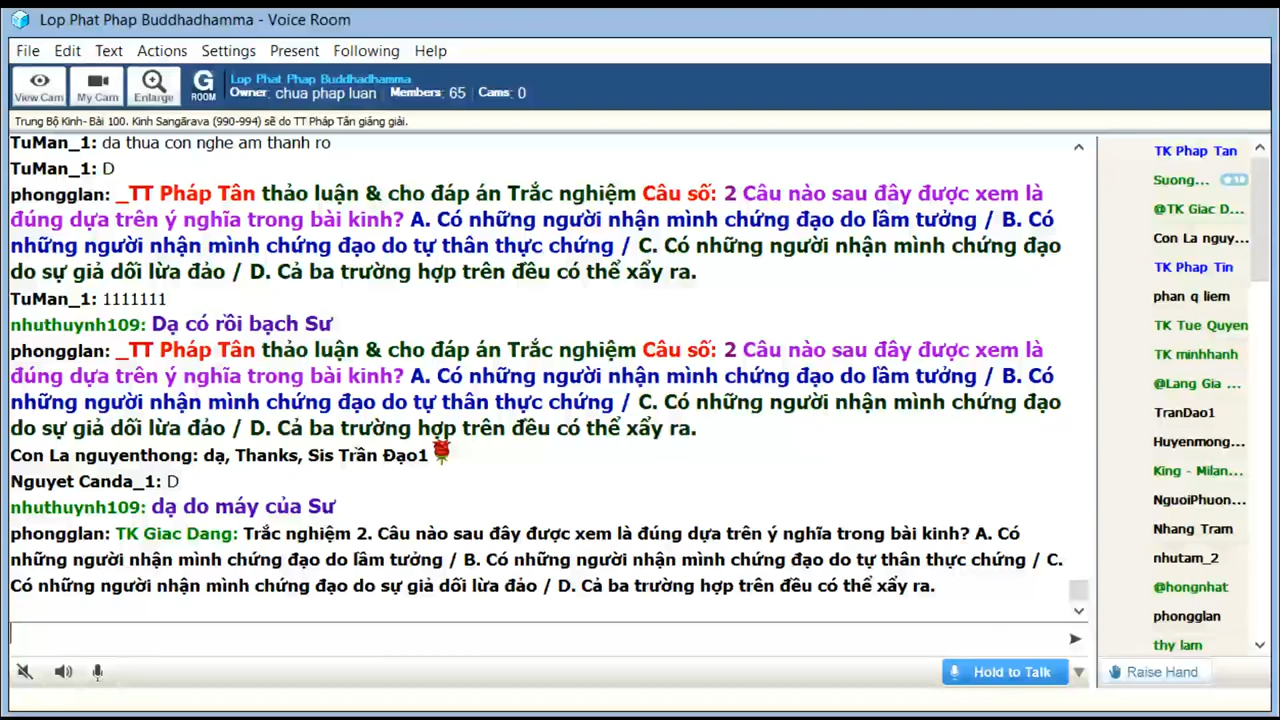 Lop Phat Phap Buddhadhamma - Voice Room
File Edit Text Actions Settings Present Following Help
View Cam My Cam Enlarge G ROOM
Lop Phat Phap Buddhadhamma
Owner: chua phap luan Members: 65 Cams: 0
Trung Bộ Kinh- Bài 100. Kinh Sangārava (990-994) sẽ do TT Pháp Tân giảng giải.
TuMan_1: da thua con nghe am thanh ro
TuMan_1: D
phongglan: _TT Pháp Tân thảo luận & cho đáp án Trắc nghiệm Câu số: 2 Câu nào sau đây được xem là
đúng dựa trên ý nghĩa trong bài kinh? A. Có những người nhận mình chứng đạo do lầm tưởng / B. Có
những người nhận mình chứng đạo do tự thân thực chứng / C. Có những người nhận mình chứng đạo
do sự giả dối lừa đảo / D. Cả ba trường hợp trên đều có thể xẩy ra.
TuMan_1: 1111111
nhuthuynh109: Dạ có rồi bạch Sư
phongglan: _TT Pháp Tân thảo luận & cho đáp án Trắc nghiệm Câu số: 2 Câu nào sau đây được xem là
đúng dựa trên ý nghĩa trong bài kinh? A. Có những người nhận mình chứng đạo do lầm tưởng / B. Có
những người nhận mình chứng đạo do tự thân thực chứng / C. Có những người nhận mình chứng đạo
do sự giả dối lừa đảo / D. Cả ba trường hợp trên đều có thể xẩy ra.
Con La nguyenthong: dạ, Thanks, Sis Trần Đạo1
Nguyet Canda_1: D
nhuthuynh109: dạ do máy của Sư
phongglan: TK Giac Dang: Trắc nghiệm 2. Câu nào sau đây được xem là đúng dựa trên ý nghĩa trong bài kinh? A. Có
những người nhận mình chứng đạo do lầm tưởng / B. Có những người nhận mình chứng đạo do tự thân thực chứng / C.
Có những người nhận mình chứng đạo do sự giả dối lừa đảo / D. Cả ba trường hợp trên đều có thể xẩy ra.
Hold to Talk
TK Phap Tan
Suong...
@TK Giac D...
Con La nguy...
TK Phap Tin
phan q liem
TK Tue Quyen
TK minhhanh
@Lang Gia ...
TranDao1
Huyenmong...
King - Milan...
NguoiPhuon...
Nhang Tram
nhutam_2
@hongnhat
phongglan
thy lam
Raise Hand